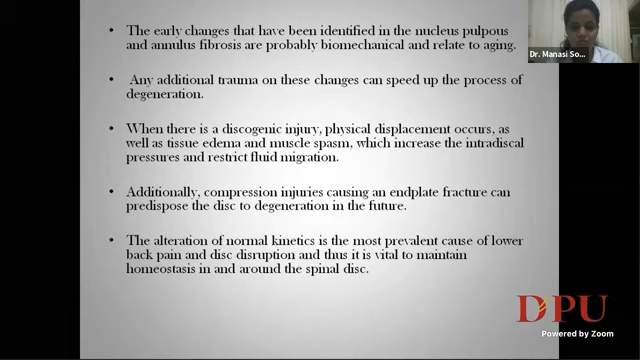 • The early changes that have been identified in the nucleus pulpous
and annulus fibrosis are probably biomechanical and relate to aging.
• Any additional trauma on these changes can speed up the process of
degeneration.
• When there is a discogenic injury, physical displacement occurs, as
well as tissue edema and muscle spasm, which increase the intradiscal
pressures and restrict fluid migration.
• Additionally, compression injuries causing an endplate fracture can
predispose the disc to degeneration in the future.
• The alteration of normal kinetics is the most prevalent cause of lower
back pain and disc disruption and thus it is vital to maintain
homeostasis in and around the spinal disc.
Dr. Manasi So...
DPU
Powered by Zoom